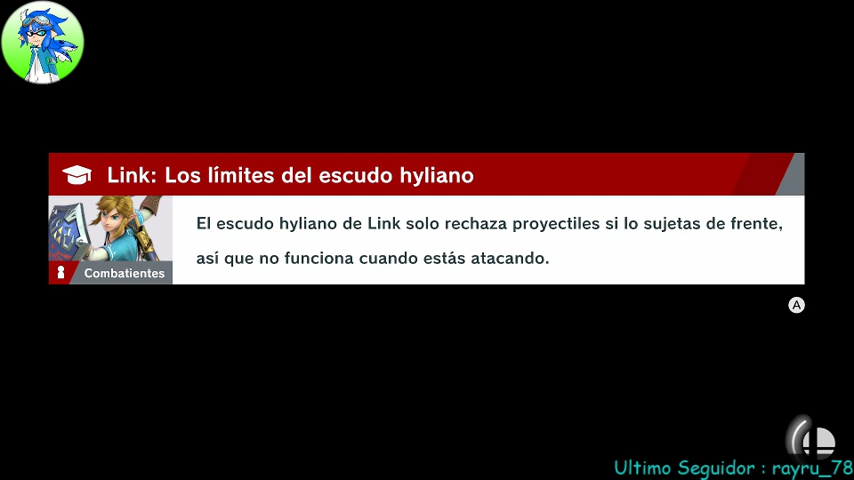 Link: Los límites del escudo hyliano
El escudo hyliano de Link solo rechaza proyectiles si lo sujetas de frente,
así que no funciona cuando estás atacando.
Combatientes
A
Ultimo Seguidor : rayru_78